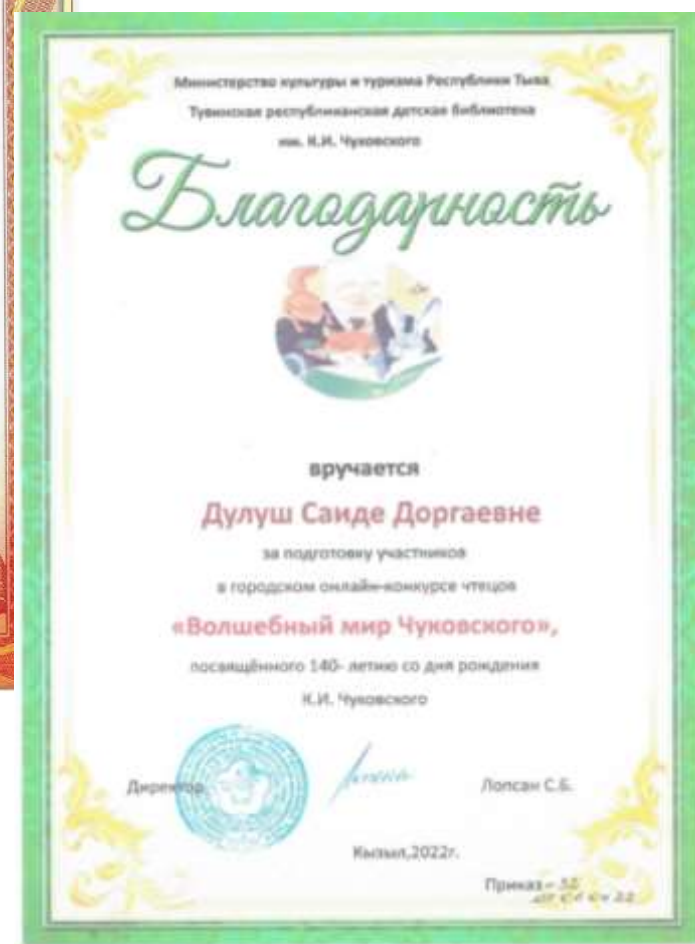 Министерство культуры и туризма Республики Тыва
Тувинская республиканская детская библиотека
им. К.И. Чуковского
Благодарность
вручается
Дулуш Саиде Доргаевне
за подготовку участников
в городском онлайн-конкурсе чтецов
«Волшебный мир Чуковского»,
посвящённого 140- летию со дня рождения
К.И. Чуковского
Директор
Лопсан С.Б.
Кызыл,2022г.
Приказ